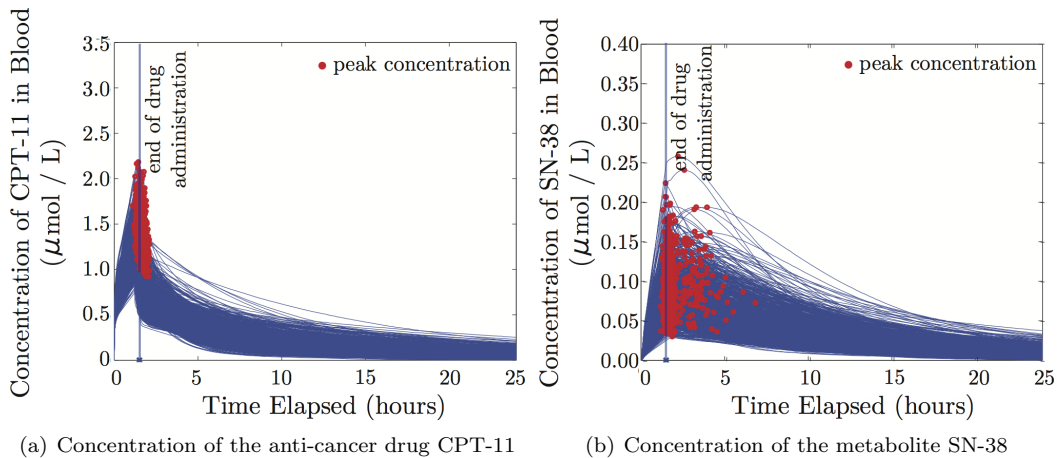 Concentration of CPT-11 in Blood
(μmol / L)
3.5
3.0
2.5
2.0
1.5
1.0
0.5
0
peak concentration
end of drug
administration
0
5
10
15
20
25
Time Elapsed (hours)
(a) Concentration of the anti-cancer drug CPT-11
Concentration of SN-38 in Blood
(μmol / L)
0.40
0.35
0.30
0.25
0.20
0.15
0.10
0.05
0.00
peak concentration
end of drug
administration
0
5
10
15
20
25
Time Elapsed (hours)
(b) Concentration of the metabolite SN-38